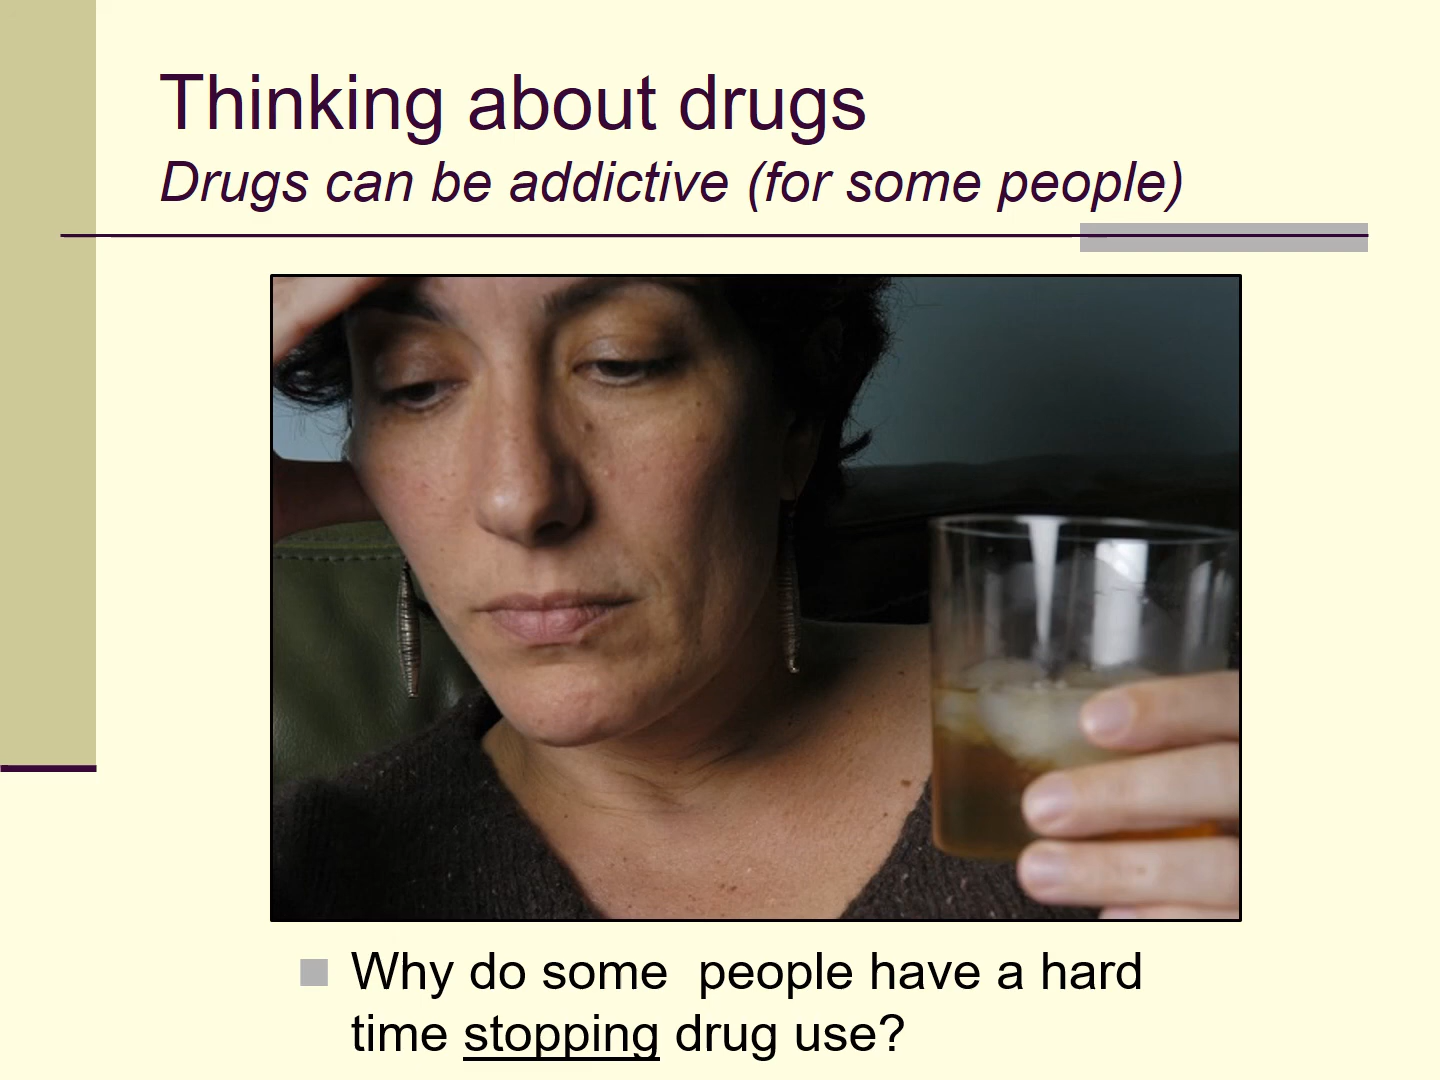 Thinking about drugs
Drugs can be addictive (for some people)
Why do some  people have a hard
time stopping drug use?